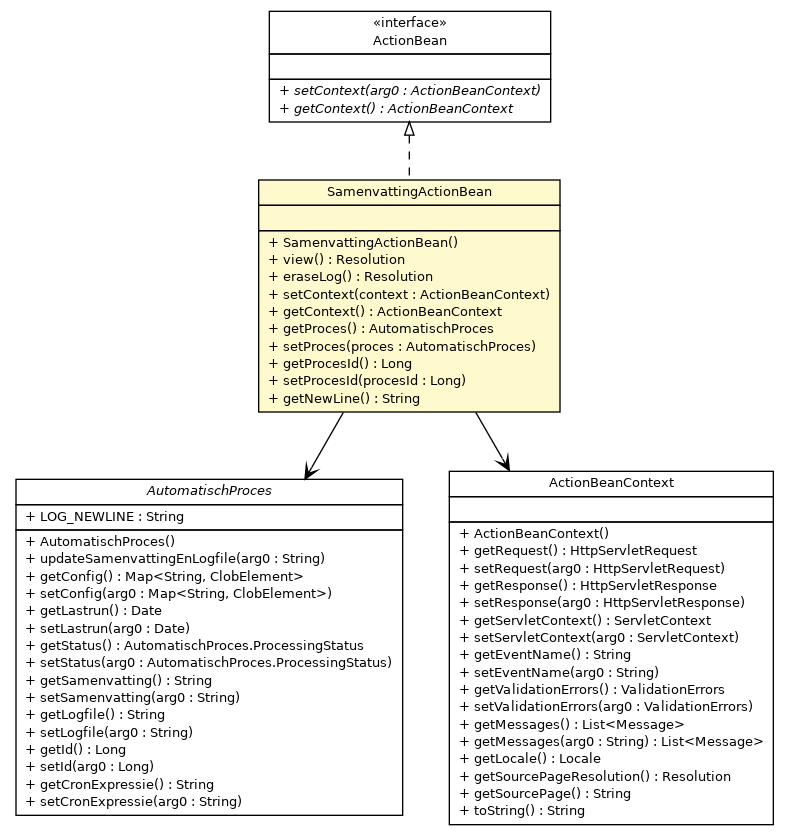 «interface»
ActionBean
+ setContext(arg0 : ActionBeanContext)
+ getContext() : ActionBeanContext
SamenvattingActionBean
+ SamenvattingActionBean()
+ view() : Resolution
+ eraseLog() : Resolution
+ setContext(context : ActionBeanContext)
+ getContext() : ActionBeanContext
+ getProces() : AutomatischProces
+ setProces(proces : AutomatischProces)
+ getProcesId() : Long
+ setProcesId(procesId : Long)
+ getNewLine() : String
AutomatischProces
+ LOG_NEWLINE : String
+ AutomatischProces()
+ updateSamenvattingEnLogfile(arg0 : String)
+ getConfig() : Map<String, ClobElement>
+ setConfig(arg0 : Map<String, ClobElement>)
+ getLastrun() : Date
+ setLastrun(arg0 : Date)
+ getStatus() : AutomatischProces.ProcessingStatus
+ setStatus(arg0 : AutomatischProces.ProcessingStatus)
+ getSamenvatting() : String
+ setSamenvatting(arg0 : String)
+ getLogfile() : String
+ setLogfile(arg0 : String)
+ getId() : Long
+ setId(arg0 : Long)
+ getCronExpressie() : String
+ setCronExpressie(arg0 : String)
ActionBeanContext
+ ActionBeanContext()
+ getRequest() : HttpServletRequest
+ setRequest(arg0 : HttpServletRequest)
+ getResponse() : HttpServletResponse
+ setResponse(arg0 : HttpServletResponse)
+ getServletContext() : ServletContext
+ setServletContext(arg0 : ServletContext)
+ getEventName() : String
+ setEventName(arg0 : String)
+ getValidationErrors() : ValidationErrors
+ setValidationErrors(arg0 : ValidationErrors)
+ getMessages() : List<Message>
+ getMessages(arg0 : String) : List<Message>
+ getLocale() : Locale
+ getSourcePageResolution() : Resolution
+ getSourcePage() : String
+ toString() : String